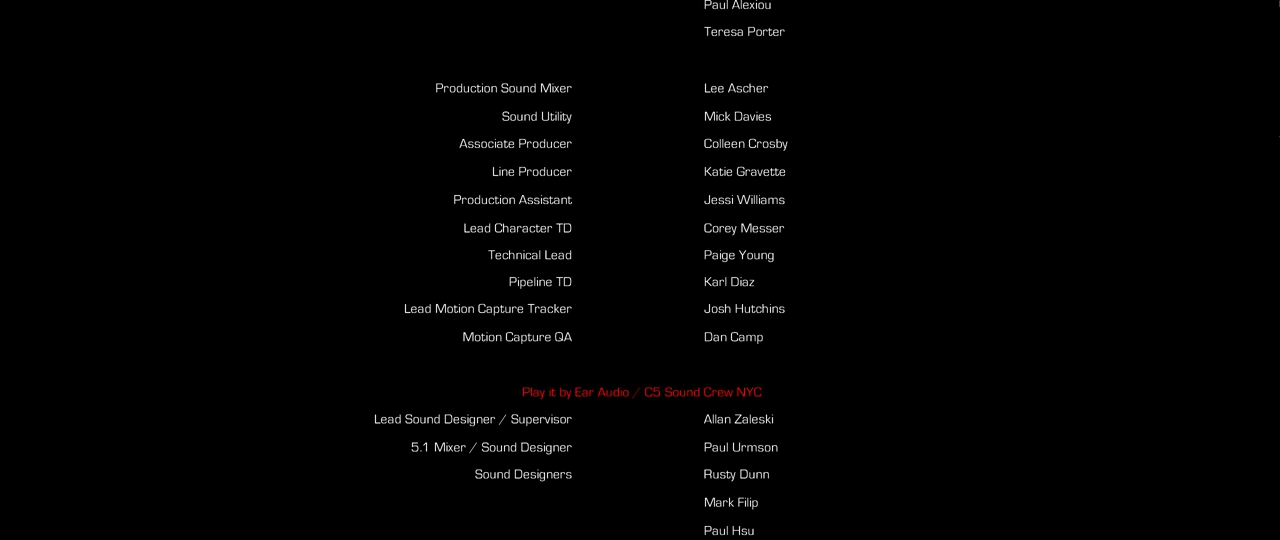 Paul Alexiou
Teresa Porter
Production Sound Mixer Lee Ascher
Sound Utility Mick Davies
Associate Producer Colleen Crosby
Line Producer Katie Gravette
Production Assistant Jessi Williams
Lead Character TD Corey Messer
Technical Lead Paige Young
Pipeline TD Karl Diaz
Lead Motion Capture Tracker Josh Hutchins
Motion Capture QA Dan Camp
Play it by Ear Audio / C5 Sound Crew NYC
Lead Sound Designer / Supervisor Allan Zaleski
5.1 Mixer / Sound Designer Paul Urmson
Sound Designers Rusty Dunn
Mark Filip
Paul Hsu